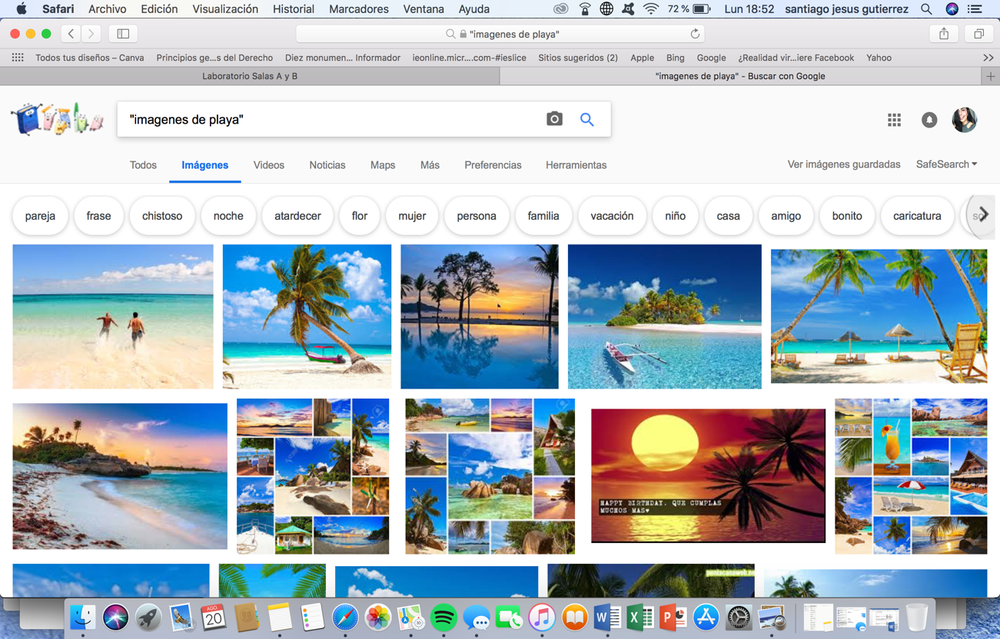 Safari Archivo Edición Visualización Historial Marcadores Ventana Ayuda 72 % Lun 18:52 santiago jesus gutierrez
"imagenes de playa"
Todos tus diseños – Canva Principios ge...s del Derecho Diez monumen... Informador ieonline.micr....com-#ieslice Sitios sugeridos (2) Apple Bing Google ¿Realidad vir...iere Facebook Yahoo
Laboratorio Salas A y B "imagenes de playa" - Buscar con Google
"imagenes de playa"
Todos Imágenes Videos Noticias Maps Más Preferencias Herramientas Ver imágenes guardadas SafeSearch
pareja frase chistoso noche atardecer flor mujer persona familia vacación niño casa amigo bonito caricatura
HAPPY BIRTHDAY. QUE CUMPLAS
MUCHOS MAS♥
AGO
20